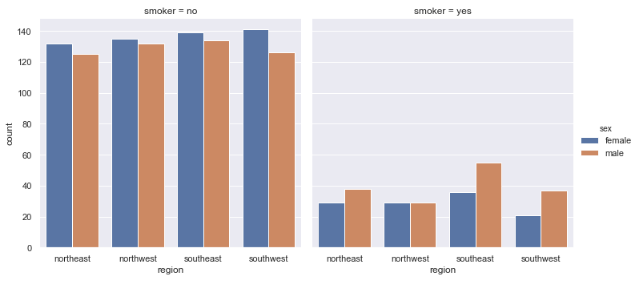 smoker = no
smoker = yes
140
120
100
80
60
40
20
0
count
northeast northwest southeast southwest
region
northeast northwest southeast southwest
region
sex
female
male